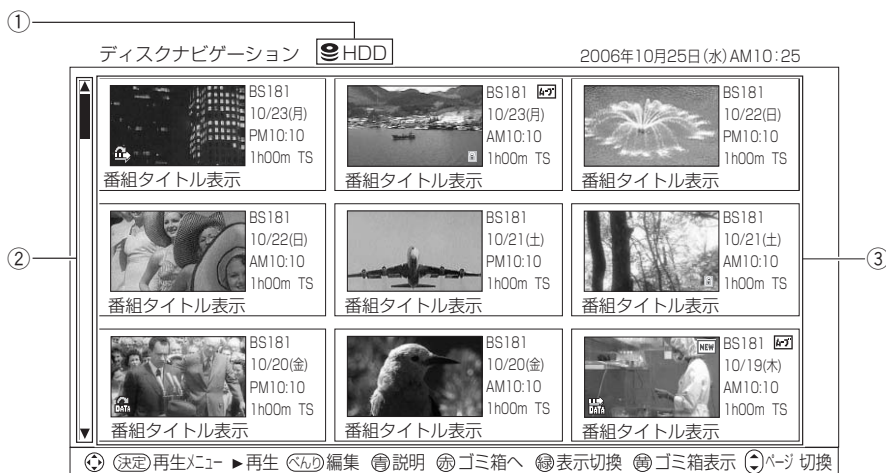 ①
ディスクナビゲーション HDD 2006年10月25日(水)AM10:25
BS181
10/23(月)
PM10:10
1h00m TS
番組タイトル表示
BS181 ムーブ
10/23(月)
AM10:10
1h00m TS
番組タイトル表示
BS181
10/22(日)
PM10:10
1h00m TS
番組タイトル表示
②
③
BS181
10/22(日)
AM10:10
1h00m TS
番組タイトル表示
BS181
10/21(土)
PM10:10
1h00m TS
番組タイトル表示
BS181
10/21(土)
AM10:10
1h00m TS
番組タイトル表示
DATA
BS181
10/20(金)
PM10:10
1h00m TS
番組タイトル表示
BS181
10/20(金)
AM10:10
1h00m TS
番組タイトル表示
NEW
DATA
BS181 ムーブ
10/19(木)
AM10:10
1h00m TS
番組タイトル表示
決定 再生メニュー ►再生 べんり 編集 青 説明 赤 ゴミ箱へ 緑 表示切換 黄 ゴミ箱表示 ページ 切換